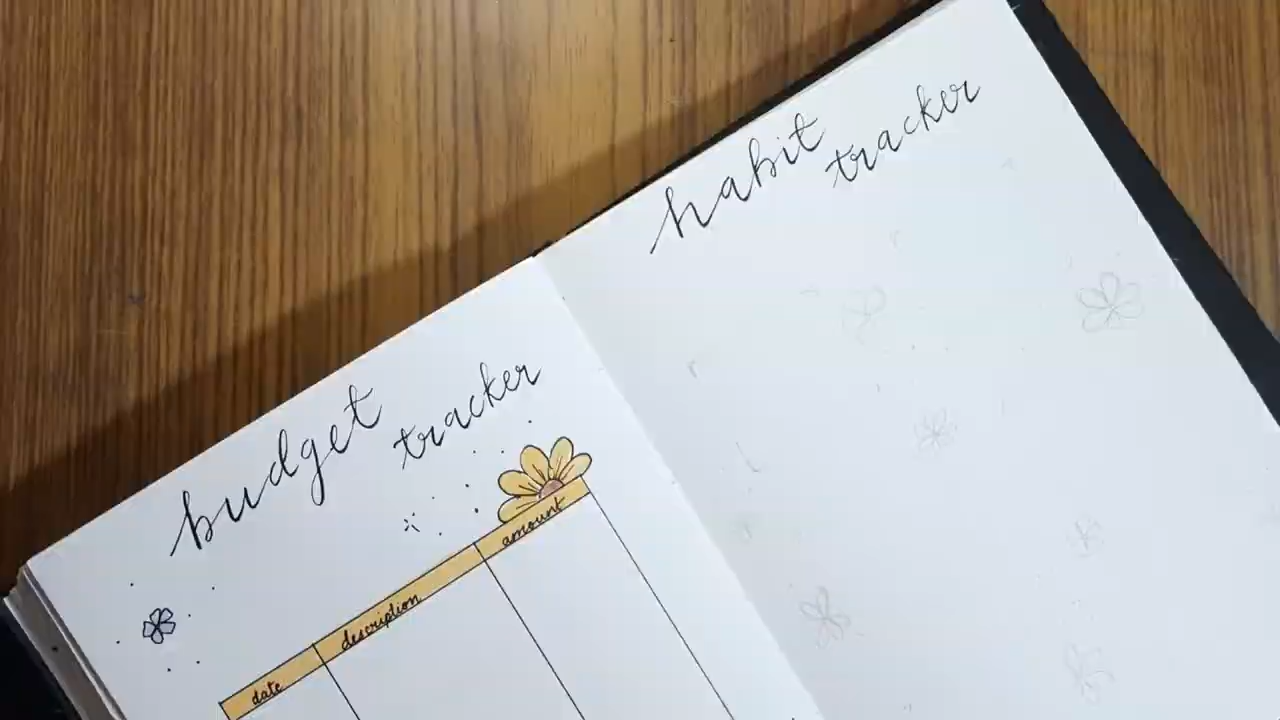 budget
tracker
date description amount
habit
tracker